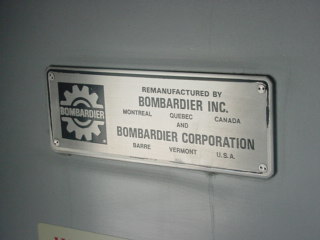 BOMBARDIER
REMANUFACTURED BY
BOMBARDIER INC.
MONTREAL QUEBEC CANADA
AND
BOMBARDIER CORPORATION
BARRE VERMONT U.S.A.